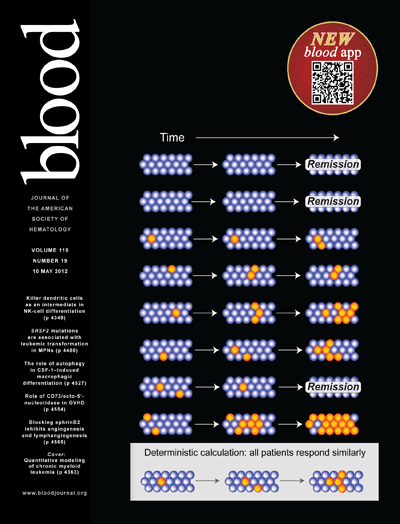 blood
JOURNAL OF
THE AMERICAN
SOCIETY OF
HEMATOLOGY
VOLUME 119
NUMBER 19
10 MAY 2012
Killer dendritic cells
as an intermediate in
NK-cell differentiation
(p 4349)
SRSF2 mutations
are associated with
leukemic transformation
in MPNs (p 4480)
The role of autophagy
in CSF-1–induced
macrophagic
differentiation (p 4527)
Role of CD73/ecto-5'-
nucleotidase in GVHD
(p 4554)
Blocking ephrinB2
inhibits angiogenesis
and lymphangiogenesis
(p 4565)
Cover:
Quantitative modeling
of chronic myeloid
leukemia (p 4363)
www.bloodjournal.org
NEW
blood app
Time
Remission
Remission
Remission
Deterministic calculation: all patients respond similarly